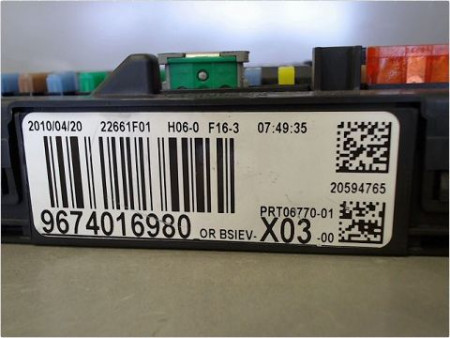 2010/04/20 22661F01 H06-0 F16-3 07:49:35
20594765
PRT06770-01
9674016980 OR BSIEV- X03 -00